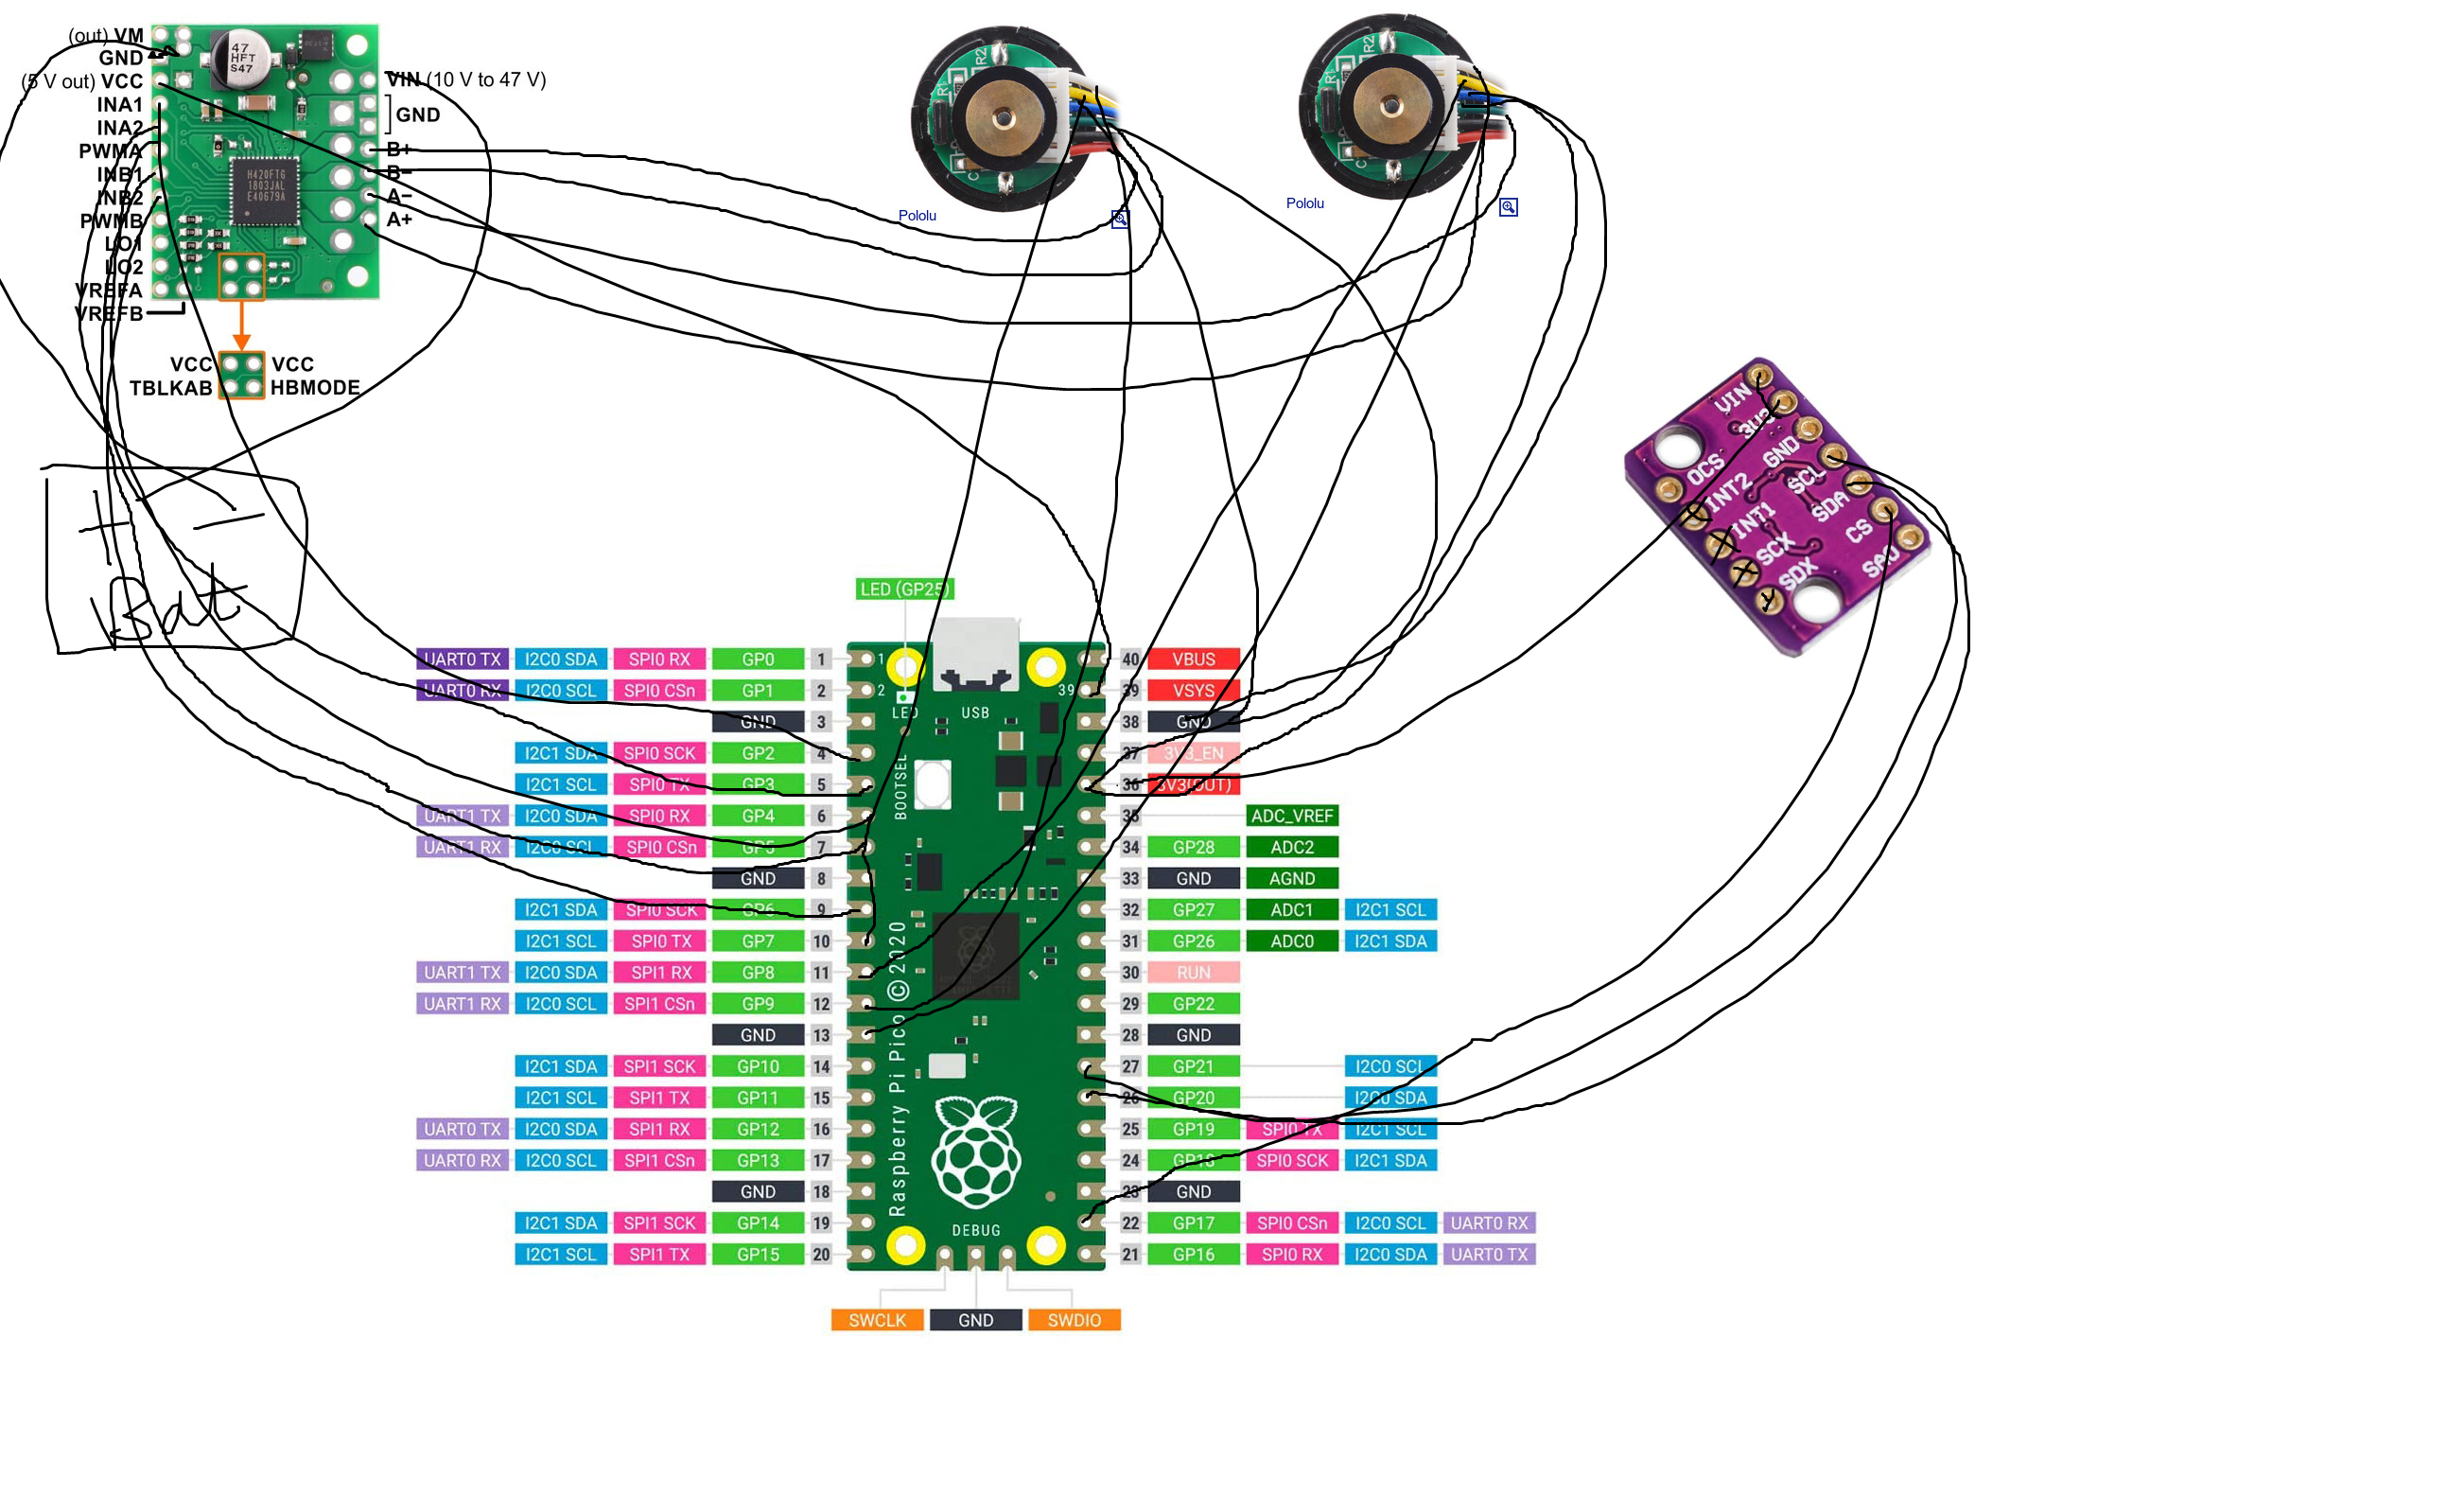 (out) VM
GND
(5 V out) VCC
INA1
INA2
PWMA
INB1
INB2
PWMB
LO1
LO2
VREFA
VREFB
47
HFT
S47
H420FTG
1803JAL
E40679A
VIN (10 V to 47 V)
GND
B+
B−
A−
A+
VCC VCC
TBLKAB HBMODE
R2
Pololu
R2
Pololu
VIN
3V3
GND
SCL
SDA
CS
SAO
OCS
INT2
INT1
SCX
SDX
+ −
Batt
LED (GP25)
UART0 TX I2C0 SDA SPI0 RX GP0 1 1 40 VBUS
UART0 RX I2C0 SCL SPI0 CSn GP1 2 2 39 39 VSYS
LED USB
GND 3 38 GND
I2C1 SDA SPI0 SCK GP2 4 37 3V3_EN
I2C1 SCL SPI0 TX GP3 5 36 3V3(OUT)
BOOTSEL
UART1 TX I2C0 SDA SPI0 RX GP4 6 35 ADC_VREF
UART1 RX I2C0 SCL SPI0 CSn GP5 7 34 GP28 ADC2
GND 8 33 GND AGND
I2C1 SDA SPI0 SCK GP6 9 32 GP27 ADC1 I2C1 SCL
I2C1 SCL SPI0 TX GP7 10 31 GP26 ADC0 I2C1 SDA
UART1 TX I2C0 SDA SPI1 RX GP8 11 30 RUN
UART1 RX I2C0 SCL SPI1 CSn GP9 12 29 GP22
GND 13 28 GND
Raspberry Pi Pico ©2020
I2C1 SDA SPI1 SCK GP10 14 27 GP21 I2C0 SCL
I2C1 SCL SPI1 TX GP11 15 26 GP20 I2C0 SDA
UART0 TX I2C0 SDA SPI1 RX GP12 16 25 GP19 SPI0 TX I2C1 SCL
UART0 RX I2C0 SCL SPI1 CSn GP13 17 24 GP18 SPI0 SCK I2C1 SDA
GND 18 23 GND
I2C1 SDA SPI1 SCK GP14 19 22 GP17 SPI0 CSn I2C0 SCL UART0 RX
DEBUG
I2C1 SCL SPI1 TX GP15 20 21 GP16 SPI0 RX I2C0 SDA UART0 TX
SWCLK GND SWDIO